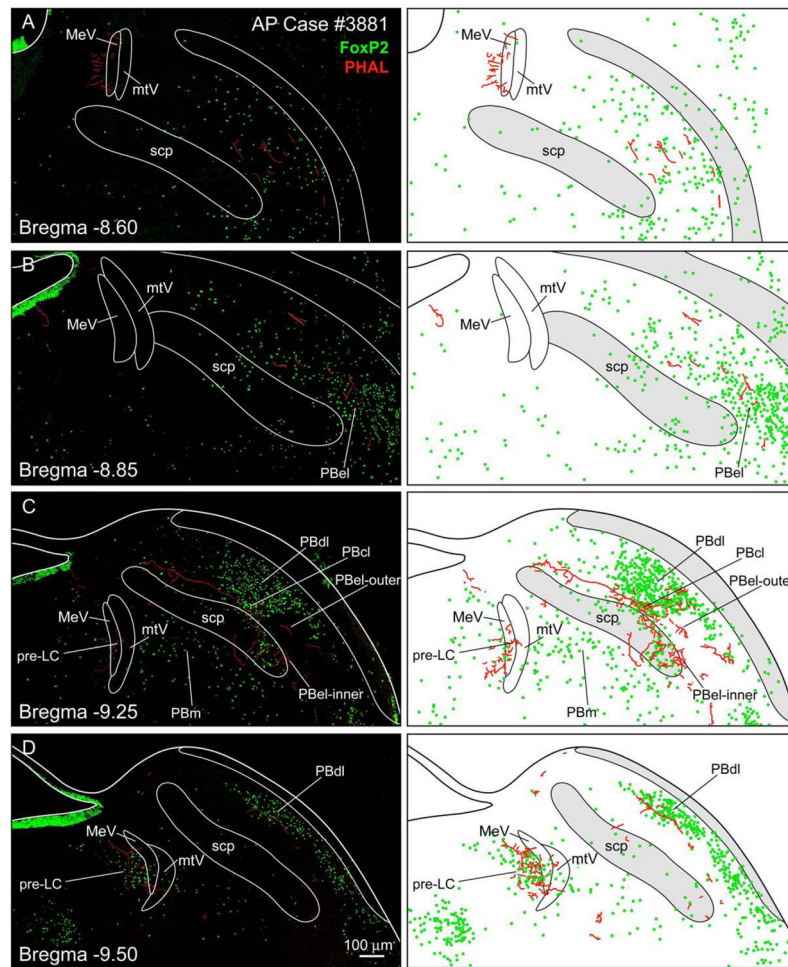 A
AP Case #3881
FoxP2
PHAL
MeV
mtV
scp
Bregma -8.60
MeV
mtV
scp
B
mtV
MeV
scp
PBel
Bregma -8.85
mtV
MeV
scp
PBel
C
PBdl
PBcl
PBel-outer
MeV
scp
mtV
pre-LC
PBel-inner
PBm
Bregma -9.25
PBdl
PBcl
PBel-outer
MeV
scp
mtV
pre-LC
PBel-inner
PBm
D
PBdl
MeV
scp
mtV
pre-LC
Bregma -9.50
100 µm
PBdl
MeV
scp
mtV
pre-LC